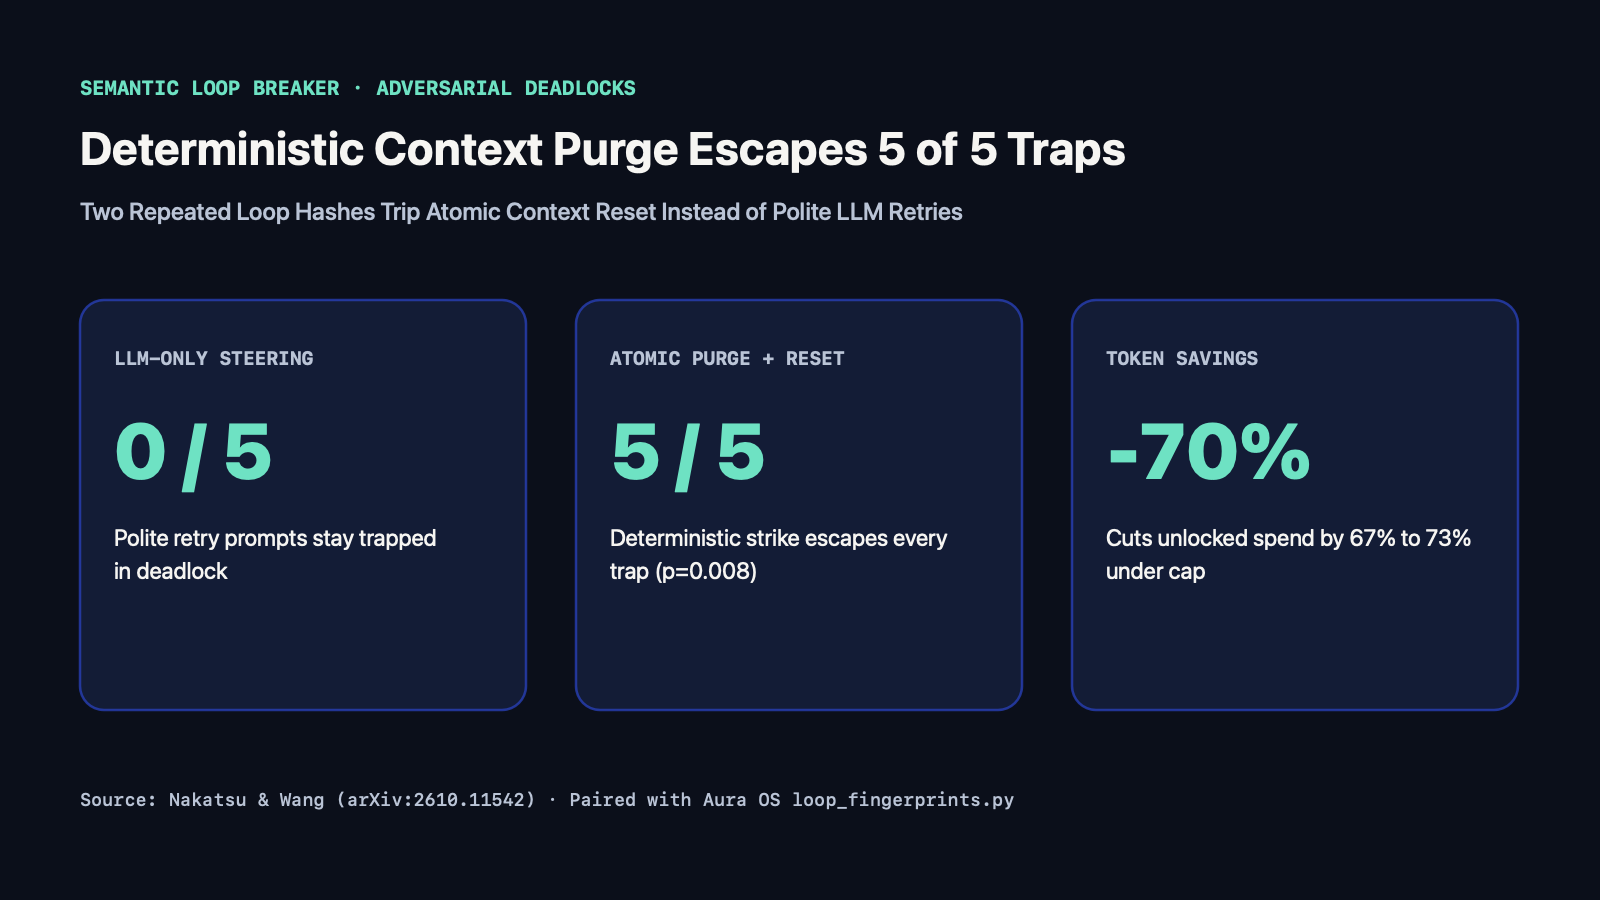 SEMANTIC LOOP BREAKER · ADVERSARIAL DEADLOCKS
Deterministic Context Purge Escapes 5 of 5 Traps
Two Repeated Loop Hashes Trip Atomic Context Reset Instead of Polite LLM Retries
LLM–ONLY STEERING
0 / 5
Polite retry prompts stay trapped
in deadlock
ATOMIC PURGE + RESET
5 / 5
Deterministic strike escapes every
trap (p=0.008)
TOKEN SAVINGS
-70%
Cuts unlocked spend by 67% to 73%
under cap
Source: Nakatsu & Wang (arXiv:2610.11542) · Paired with Aura OS loop_fingerprints.py